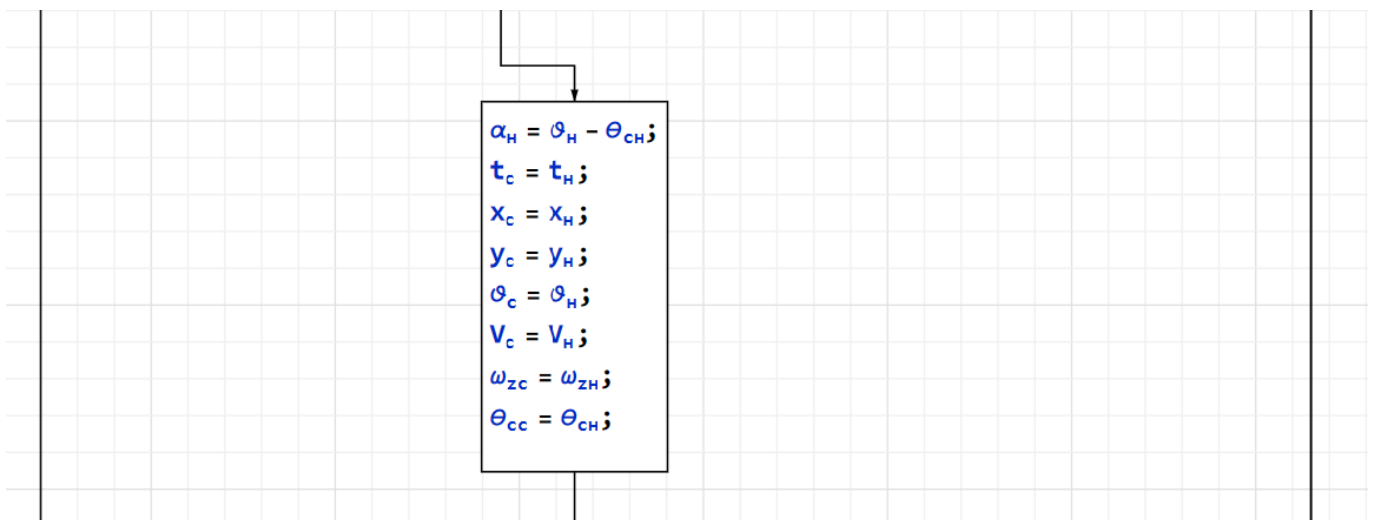 αн = ϑн – Θсн;
tс = tн;
xс = xн;
yс = yн;
ϑс = ϑн;
Vс = Vн;
ωzс = ωzн;
Θсс = Θсн;